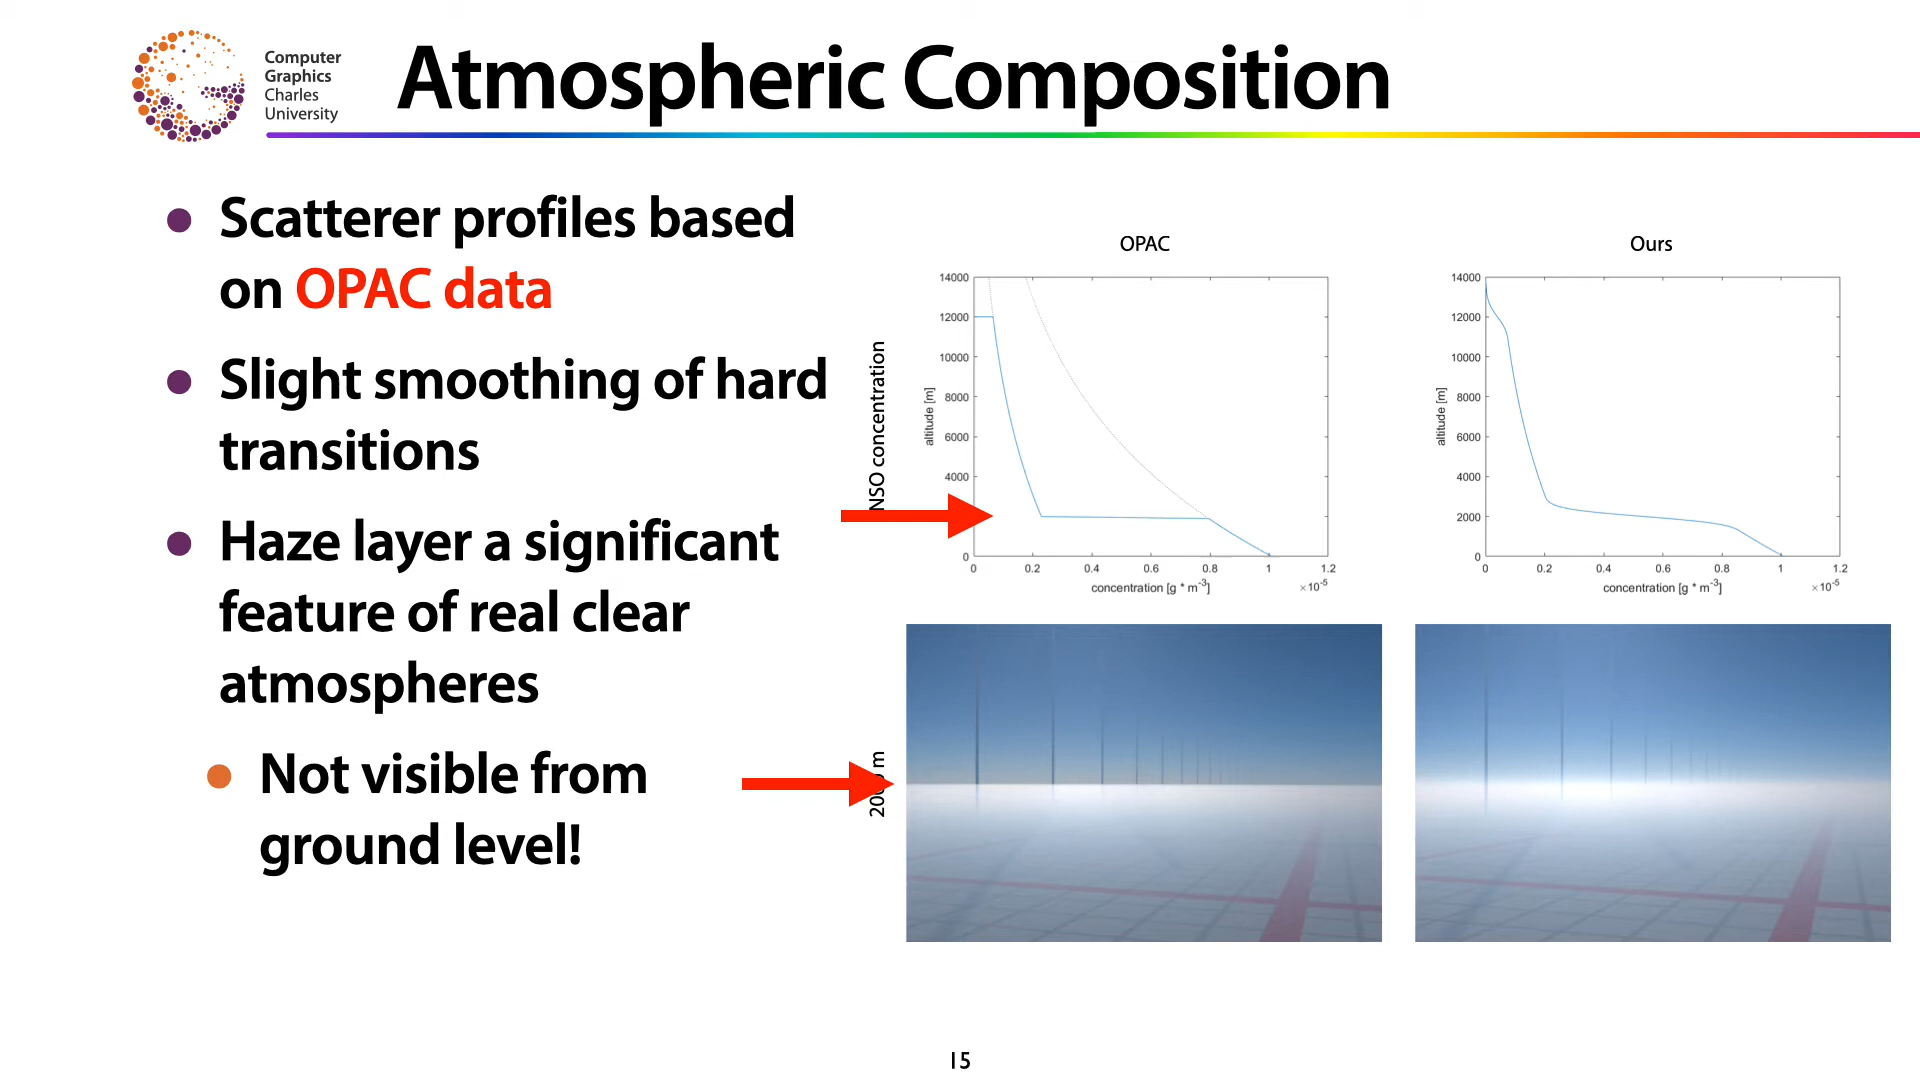 Computer
Graphics
Charles
University
Atmospheric Composition
Scatterer profiles based
on OPAC data
Slight smoothing of hard
transitions
Haze layer a significant
feature of real clear
atmospheres
Not visible from
ground level!
OPAC
NSO concentration
altitude [m]
14000
12000
10000
8000
6000
4000
0
0 0.2 0.4 0.6 0.8 1 1.2
concentration [g * m-3]
×10-5
Ours
altitude [m]
14000
12000
10000
8000
6000
4000
2000
0
0 0.2 0.4 0.6 0.8 1 1.2
concentration [g * m-3]
×10-5
m
15